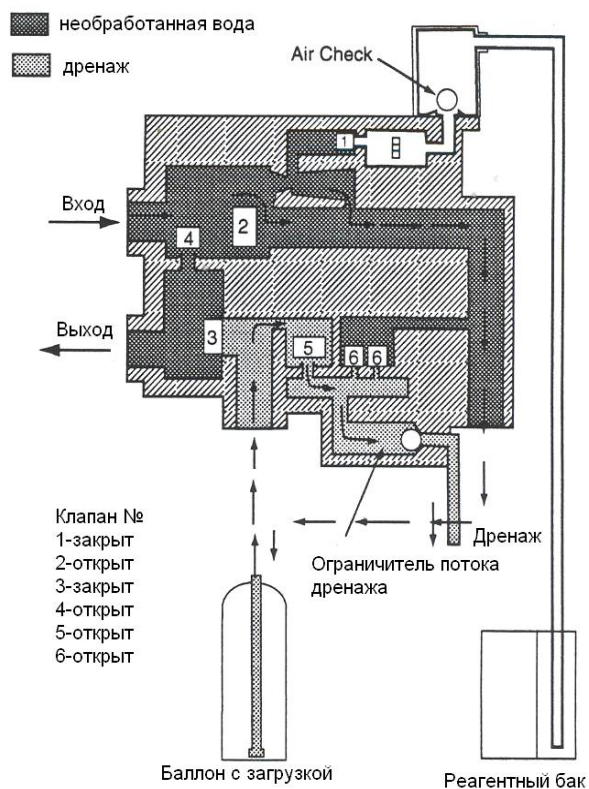 необработанная вода
дренаж
Air Check
1
Вход
2
4
Выход
3
5
6 6
Клапан №
1-закрыт
2-открыт
3-закрыт
4-открыт
5-открыт
6-открыт
Дренаж
Ограничитель потока
дренажа
Баллон с загрузкой
Реагентный бак